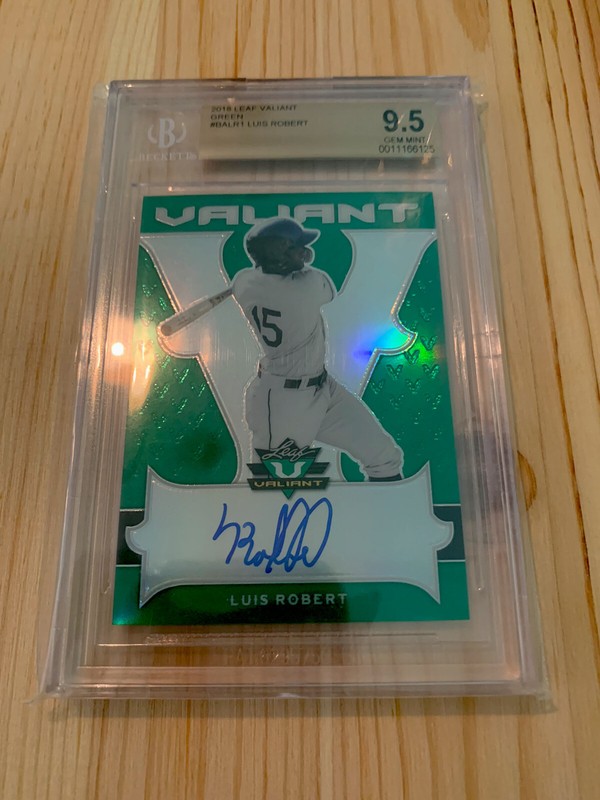 2018 LEAF VALIANT
GREEN
#BALR1 LUIS ROBERT
9.5
GEM MINT
0011166125
B
BECKETT
VALIANT
15
Leaf
VALIANT
LUIS ROBERT